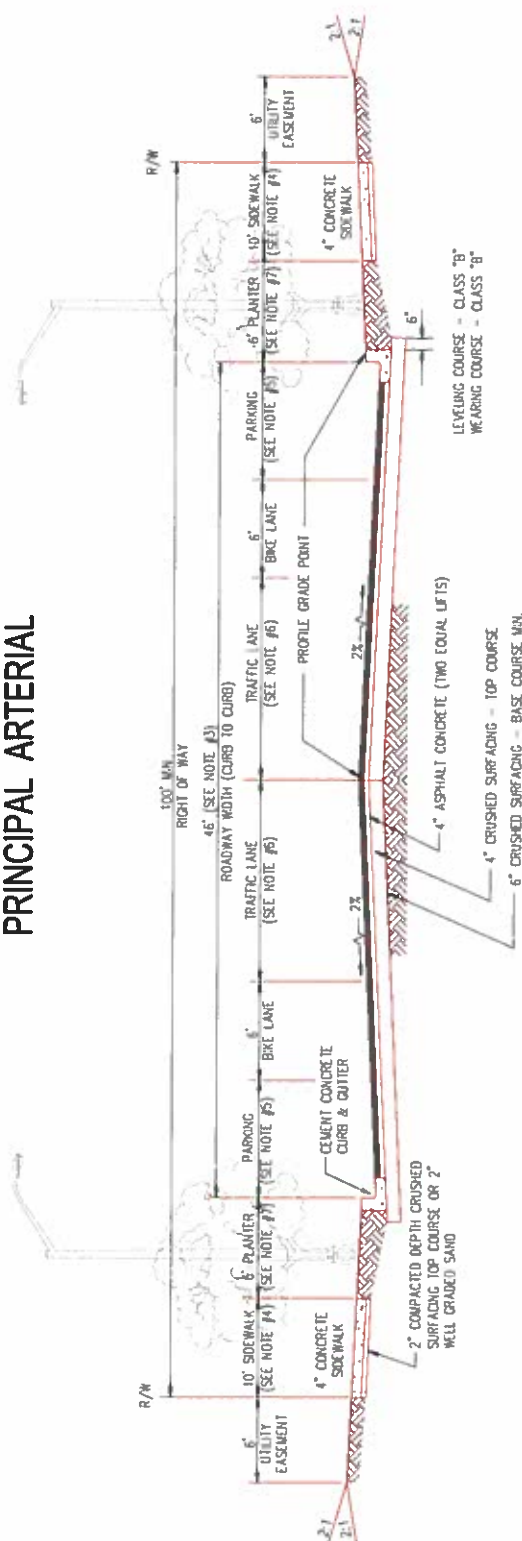 PRINCIPAL ARTERIAL
100' MIN.
RIGHT OF WAY
R/W
R/W
46' (SEE NOTE #3)
ROADWAY WIDTH (CURB TO CURB)
6'
UTILITY
EASEMENT
10' SIDEWALK
(SEE NOTE #4)
6' PLANTER
(SEE NOTE #7)
PARKING
(SEE NOTE #5)
6'
BIKE LANE
TRAFFIC LANE
(SEE NOTE #6)
TRAFFIC LANE
(SEE NOTE #6)
6'
BIKE LANE
PARKING
(SEE NOTE #5)
6' PLANTER
(SEE NOTE #7)
10' SIDEWALK
(SEE NOTE #4)
6'
UTILITY
EASEMENT
2:1
2:1
4" CONCRETE
SIDEWALK
CEMENT CONCRETE
CURB & GUTTER
2%
PROFILE GRADE POINT
2%
4" CONCRETE
SIDEWALK
2:1
2:1
2" COMPACTED DEPTH CRUSHED
SURFACING TOP COURSE OR 2"
WELL GRADED SAND
4" ASPHALT CONCRETE (TWO EQUAL LIFTS)
4" CRUSHED SURFACING - TOP COURSE
6" CRUSHED SURFACING - BASE COURSE MIN.
6"
LEVELING COURSE - CLASS "B"
WEARING COURSE - CLASS "B"